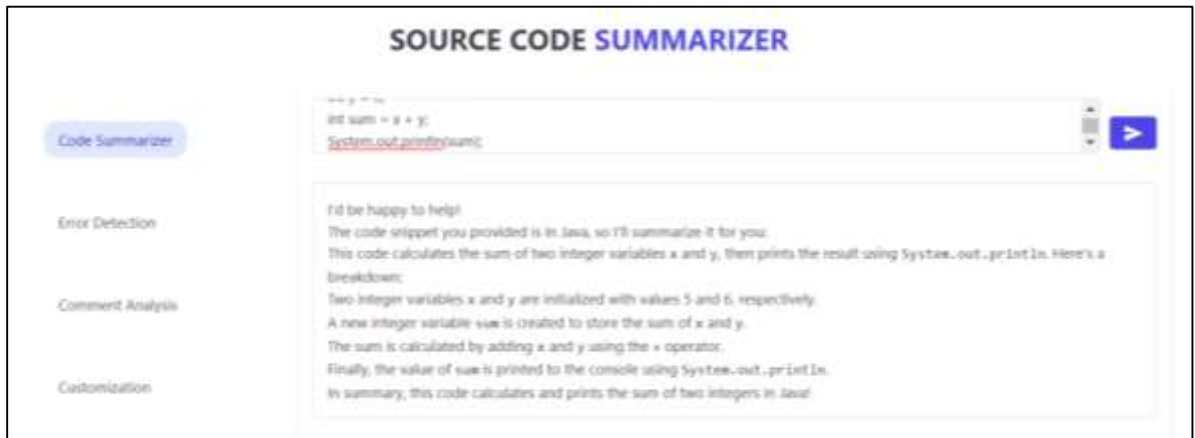 SOURCE CODE SUMMARIZER
int sum = x + y;
Code Summarizer
System.out.println(sum);
Error Detection
I'd be happy to help!
The code snippet you provided is in Java, so I'll summarize it for you:
This code calculates the sum of two integer variables x and y, then prints the result using System.out.println. Here's a
breakdown:
Comment Analysis
Two integer variables x and y are initialized with values 5 and 6, respectively.
A new integer variable sum is created to store the sum of x and y.
The sum is calculated by adding x and y using the + operator.
Customization
Finally, the value of sum is printed to the console using System.out.println.
In summary, this code calculates and prints the sum of two integers in Java!